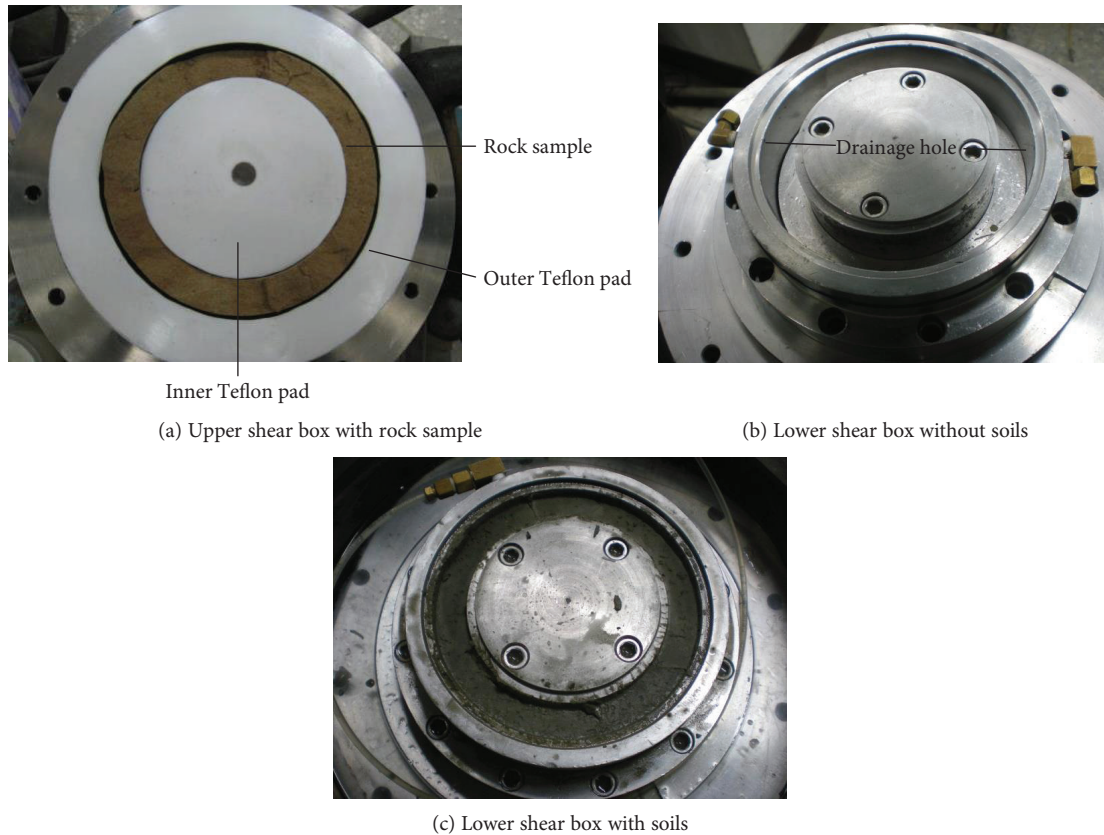 Rock sample
Outer Teflon pad
Inner Teflon pad
(a) Upper shear box with rock sample
Drainage hole
(b) Lower shear box without soils
(c) Lower shear box with soils